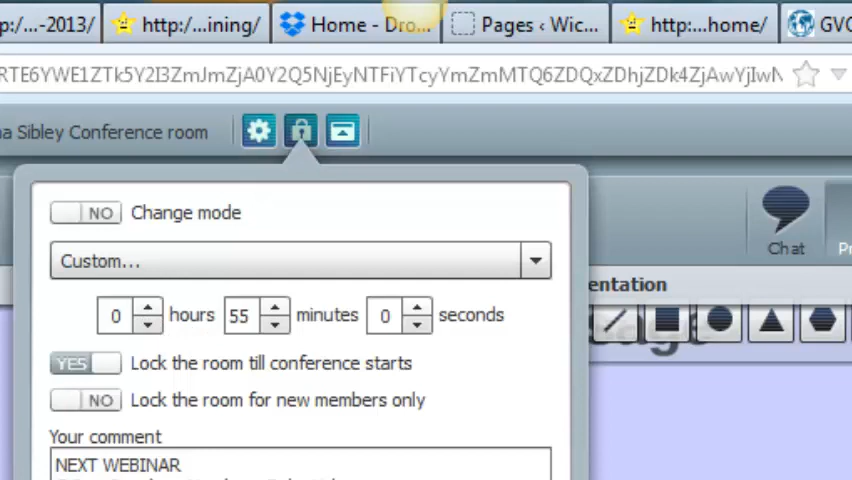 p:/...-2013/
http:/...ining/
Home - Dro...
Pages ‹ Wic...
http:...home/
GVO
RTE6YWE1ZTk5Y2I3ZmJmZjA0Y2Q5NjEyNTFiYTcyYmZmMTQ6ZDQxZDhjZDk4ZjAwYjIwN
na Sibley Conference room
NO Change mode
Custom...
0 hours 55 minutes 0 seconds
YES Lock the room till conference starts
NO Lock the room for new members only
Your comment
NEXT WEBINAR
Chat
Pr
entation